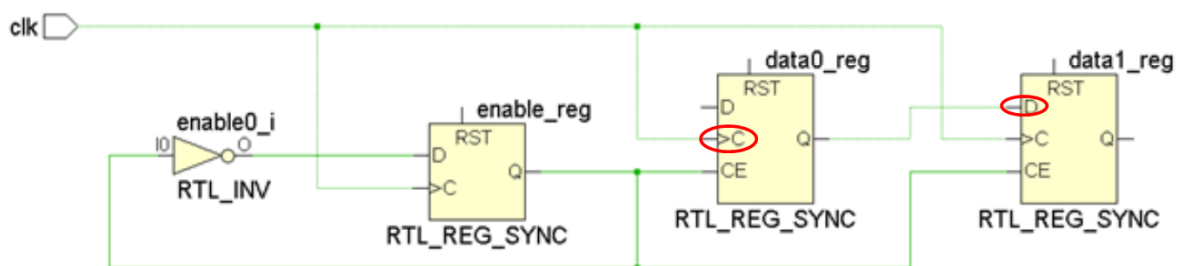 clk
enable0_i
I0
O
RTL_INV
enable_reg
RST
D
C
Q
RTL_REG_SYNC
data0_reg
RST
D
C
Q
CE
RTL_REG_SYNC
data1_reg
RST
D
C
Q
CE
RTL_REG_SYNC